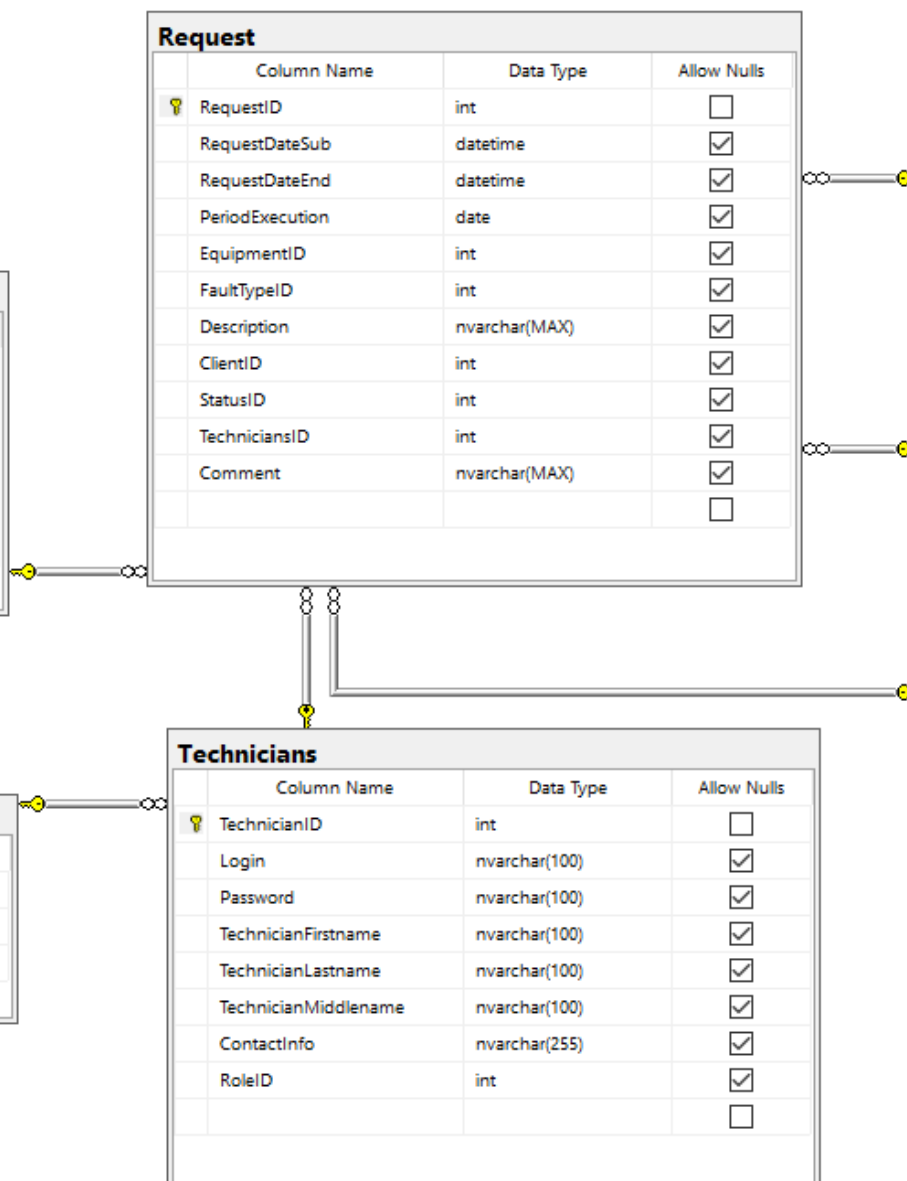 Request
Column Name Data Type Allow Nulls
RequestID int
RequestDateSub datetime
RequestDateEnd datetime
PeriodExecution date
EquipmentID int
FaultTypeID int
Description nvarchar(MAX)
ClientID int
StatusID int
TechniciansID int
Comment nvarchar(MAX)
Technicians
Column Name Data Type Allow Nulls
TechnicianID int
Login nvarchar(100)
Password nvarchar(100)
TechnicianFirstname nvarchar(100)
TechnicianLastname nvarchar(100)
TechnicianMiddlename nvarchar(100)
ContactInfo nvarchar(255)
RoleID int